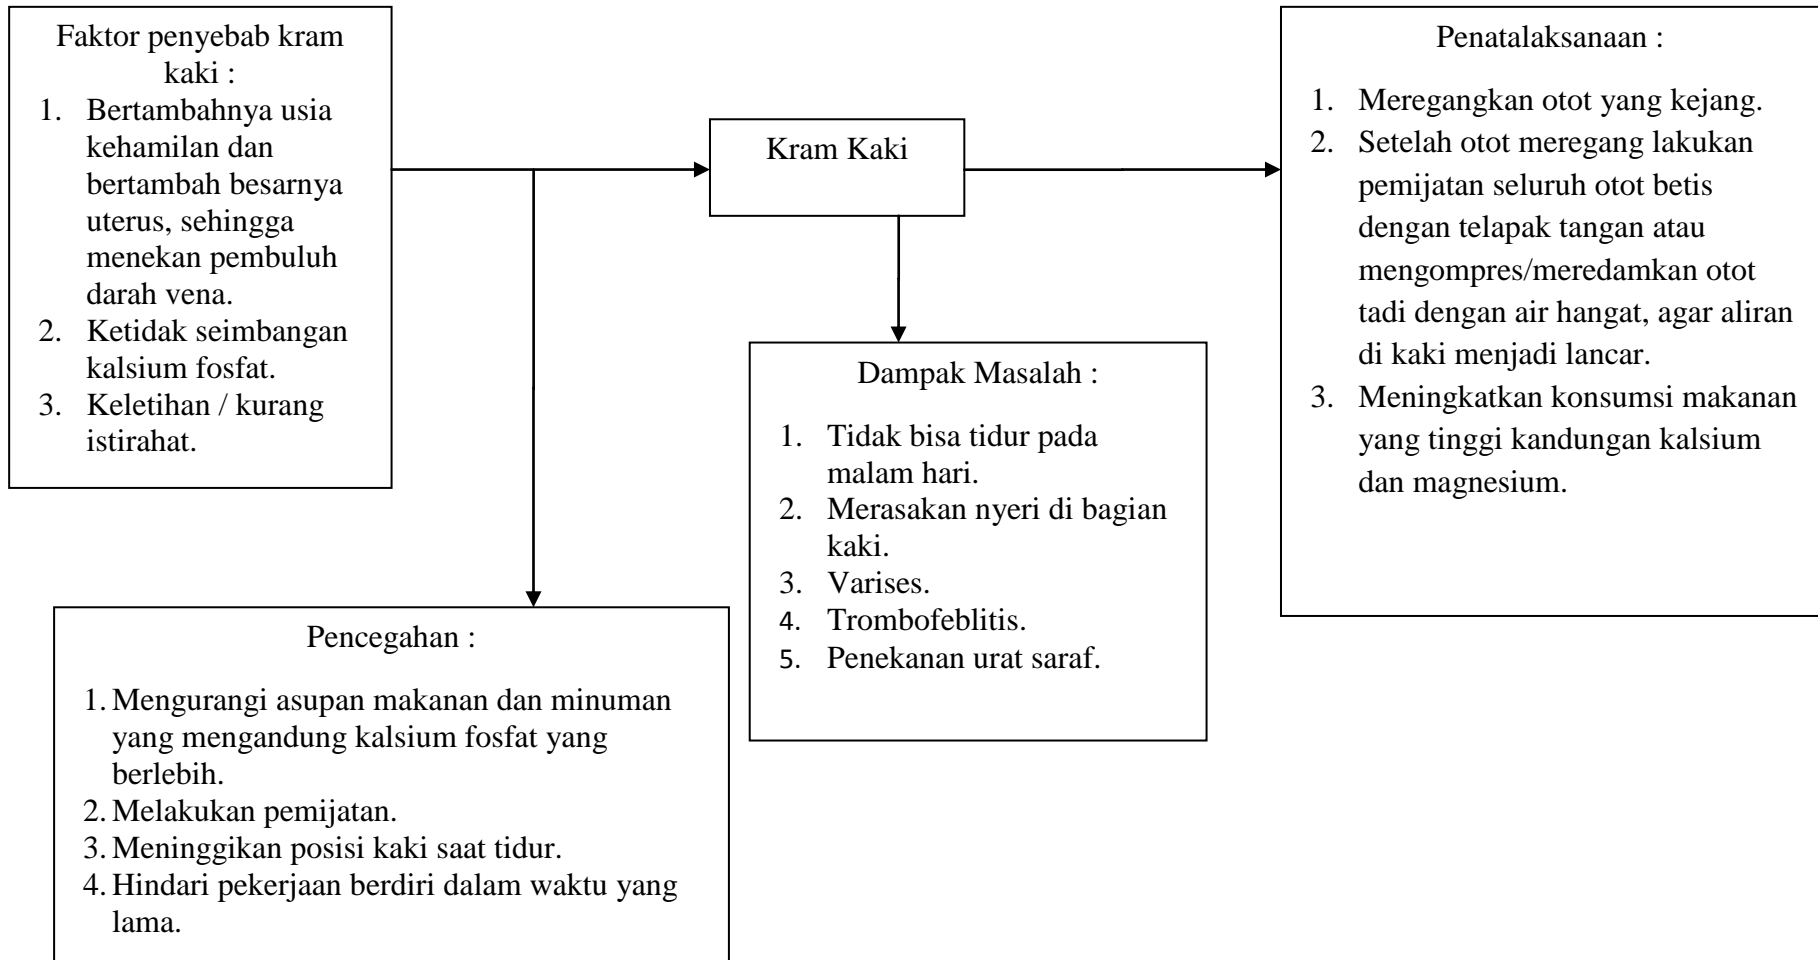 Faktor penyebab kram
kaki :
1. Bertambahnya usia
kehamilan dan
bertambah besarnya
uterus, sehingga
menekan pembuluh
darah vena.
2. Ketidak seimbangan
kalsium fosfat.
3. Keletihan / kurang
istirahat.
Kram Kaki
Penatalaksanaan :
1. Meregangkan otot yang kejang.
2. Setelah otot meregang lakukan
pemijatan seluruh otot betis
dengan telapak tangan atau
mengompres/meredamkan otot
tadi dengan air hangat, agar aliran
di kaki menjadi lancar.
3. Meningkatkan konsumsi makanan
yang tinggi kandungan kalsium
dan magnesium.
Dampak Masalah :
1. Tidak bisa tidur pada
malam hari.
2. Merasakan nyeri di bagian
kaki.
3. Varises.
4. Trombofeblitis.
5. Penekanan urat saraf.
Pencegahan :
1. Mengurangi asupan makanan dan minuman
yang mengandung kalsium fosfat yang
berlebih.
2. Melakukan pemijatan.
3. Meninggikan posisi kaki saat tidur.
4. Hindari pekerjaan berdiri dalam waktu yang
lama.